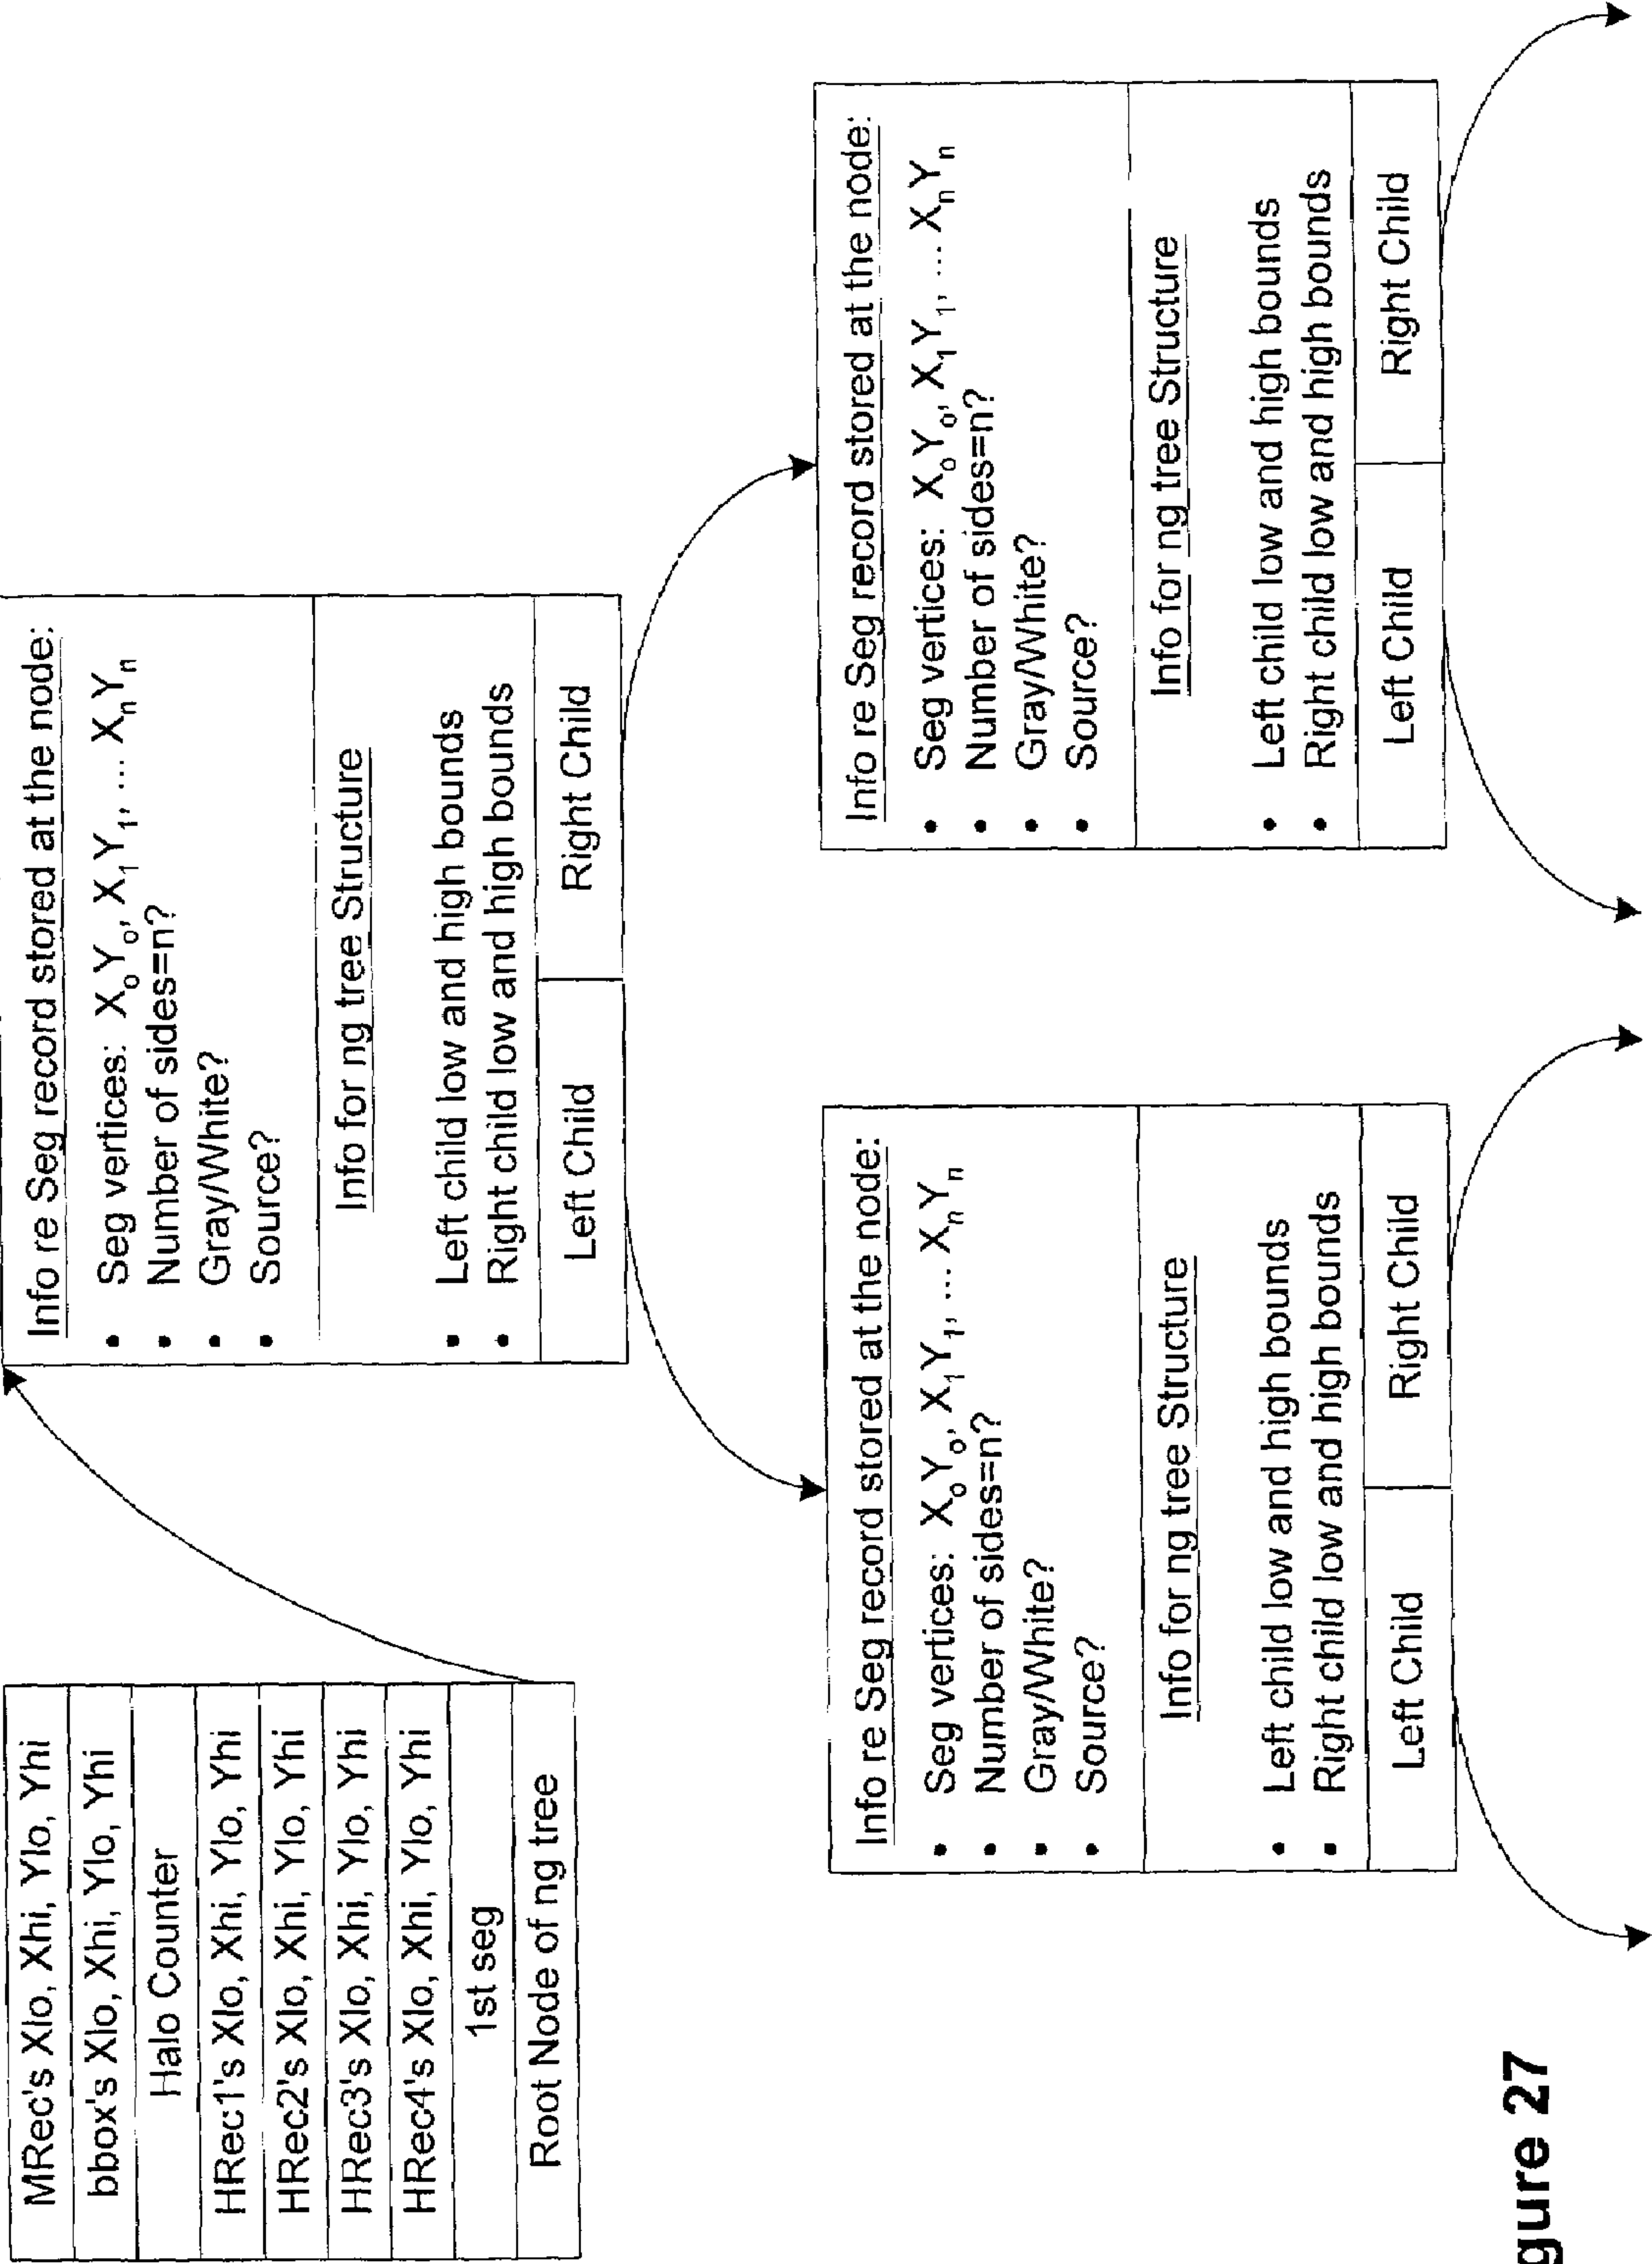 MRec's Xlo, Xhi, Ylo, Yhi
bbox's Xlo, Xhi, Ylo, Yhi
Halo Counter
HRec1's Xlo, Xhi, Ylo, Yhi
HRec2's Xlo, Xhi, Ylo, Yhi
HRec3's Xlo, Xhi, Ylo, Yhi
HRec4's Xlo, Xhi, Ylo, Yhi
1st seg
Root Node of ng tree
Info re Seg record stored at the node:
• Seg vertices: X₀Y₀, X₁Y₁, ... XₙYₙ
• Number of sides=n?
• Gray/White?
• Source?
Info for ng tree Structure
• Left child low and high bounds
• Right child low and high bounds
Left Child
Right Child
Info re Seg record stored at the node:
• Seg vertices: X₀Y₀, X₁Y₁, ... XₙYₙ
• Number of sides=n?
• Gray/White?
• Source?
Info for ng tree Structure
• Left child low and high bounds
• Right child low and high bounds
Left Child
Right Child
Info re Seg record stored at the node:
• Seg vertices: X₀Y₀, X₁Y₁, ... XₙYₙ
• Number of sides=n?
• Gray/White?
• Source?
Info for ng tree Structure
• Left child low and high bounds
• Right child low and high bounds
Left Child
Right Child
gure 27